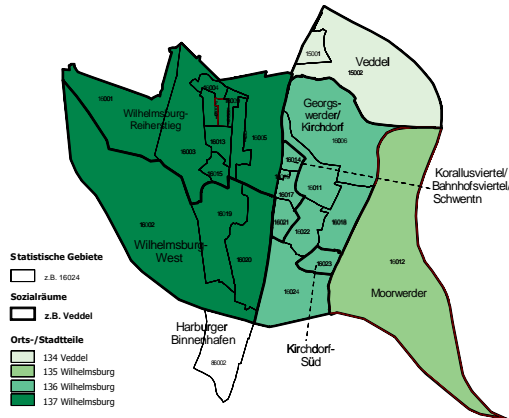 15001
15002
Veddel
Georgs-
werder/
Kirchdorf
16006
16001
Wilhelmsburg-
Reiherstieg
16004
16005
16003
16013
16014
16015
16011
16017
Korallusviertel/
Bahnhofsviertel/
Schwentn
16002
16019
16021
16022
16018
Wilhelmsburg-
West
16020
16023
16012
16024
Moorwerder
Statistische Gebiete
z.B. 16024
Sozialräume
z.B. Veddel
Harburger
Binnenhafen
86002
Kirchdorf-
Süd
Orts-/Stadtteile
134 Veddel
135 Wilhelmsburg
136 Wilhelmsburg
137 Wilhelmsburg